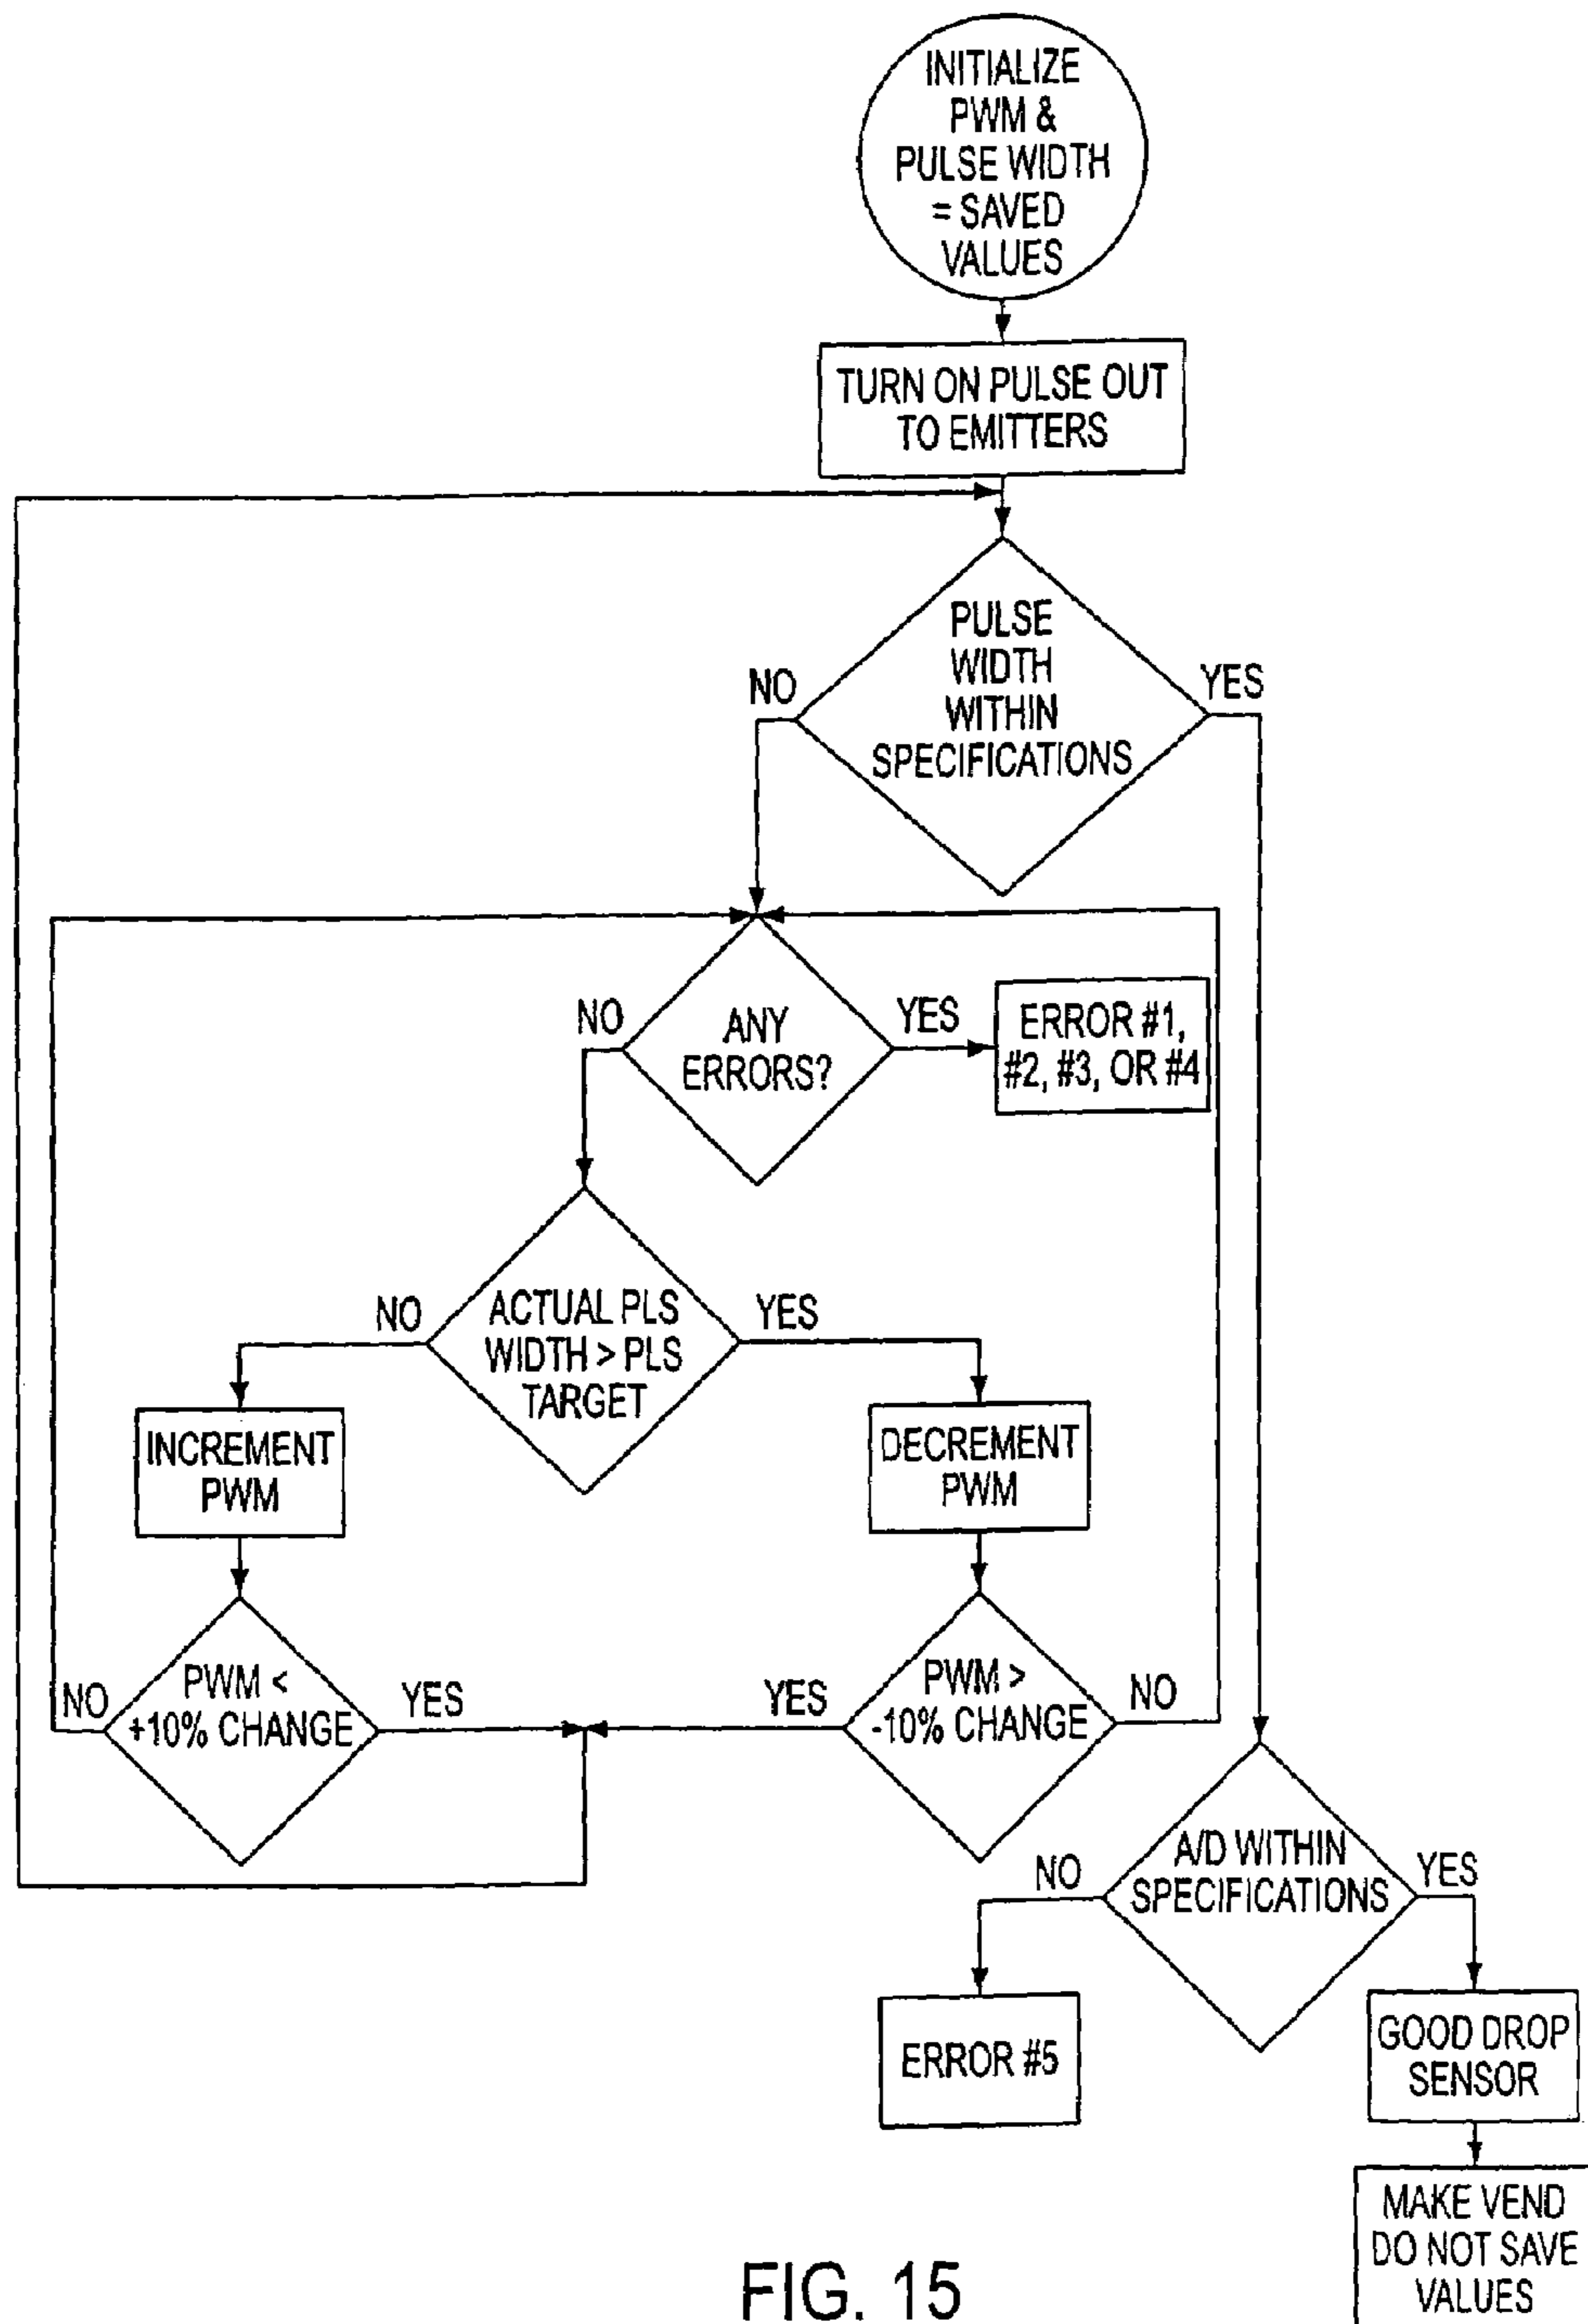 INITIALIZE
PWM &
PULSE WIDTH
= SAVED
VALUES
TURN ON PULSE OUT
TO EMITTERS
PULSE
WIDTH
WITHIN
SPECIFICATIONS
NO
YES
ANY
ERRORS?
NO
YES
ERROR #1,
#2, #3, OR #4
ACTUAL PLS
WIDTH > PLS
TARGET
NO
YES
INCREMENT
PWM
DECREMENT
PWM
PWM <
+10% CHANGE
NO
YES
PWM >
-10% CHANGE
YES
NO
A/D WITHIN
SPECIFICATIONS
NO
YES
ERROR #5
GOOD DROP
SENSOR
MAKE VEND
DO NOT SAVE
VALUES
FIG. 15